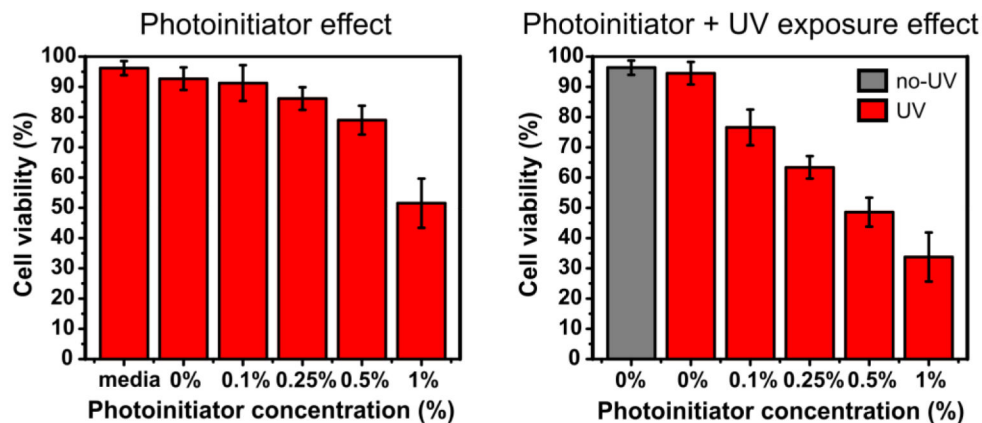 Photoinitiator effect
Cell viability (%)
100
90
80
70
60
50
40
30
20
10
0
media 0% 0.1% 0.25% 0.5% 1%
Photoinitiator concentration (%)
Photoinitiator + UV exposure effect
Cell viability (%)
100
90
80
70
60
50
40
30
20
10
0
no-UV
UV
0% 0% 0.1% 0.25% 0.5% 1%
Photoinitiator concentration (%)